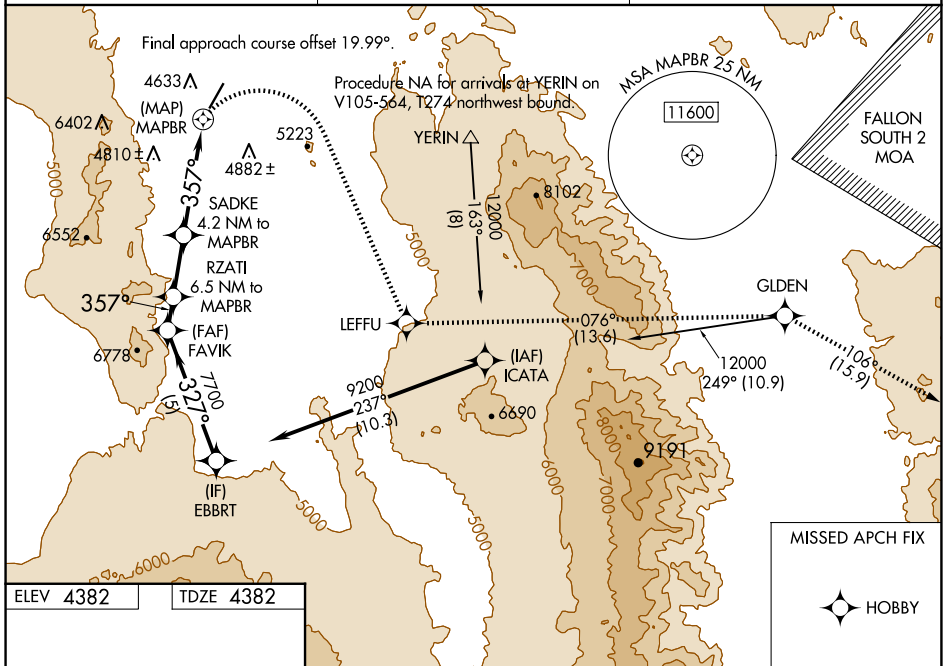 Final approach course offset 19.99°.
4633
(MAP)
MAPBR
6402
4810 ±
5223
4882 ±
5000
357°
SADKE
4.2 NM to
MAPBR
6552
RZATI
6.5 NM to
MAPBR
357°
(FAF)
FAVIK
6778
7700
327°
(5)
(IF)
EBBRT
Procedure NA for arrivals at YERIN on
V105-564, T274 northwest bound.
YERIN
12000
163°
(8)
5000
8102
7000
MSA MAPBR 25 NM
11600
FALLON
SOUTH 2
MOA
LEFFU
076°
(13.6)
GLDEN
12000
249° (10.9)
106°
(15.9)
(IAF)
ICATA
9200
237°
(10.3)
6690
9191
8000
7000
6000
5000
5000
5000
5000
6000
MISSED APCH FIX
HOBBY
ELEV 4382
TDZE 4382